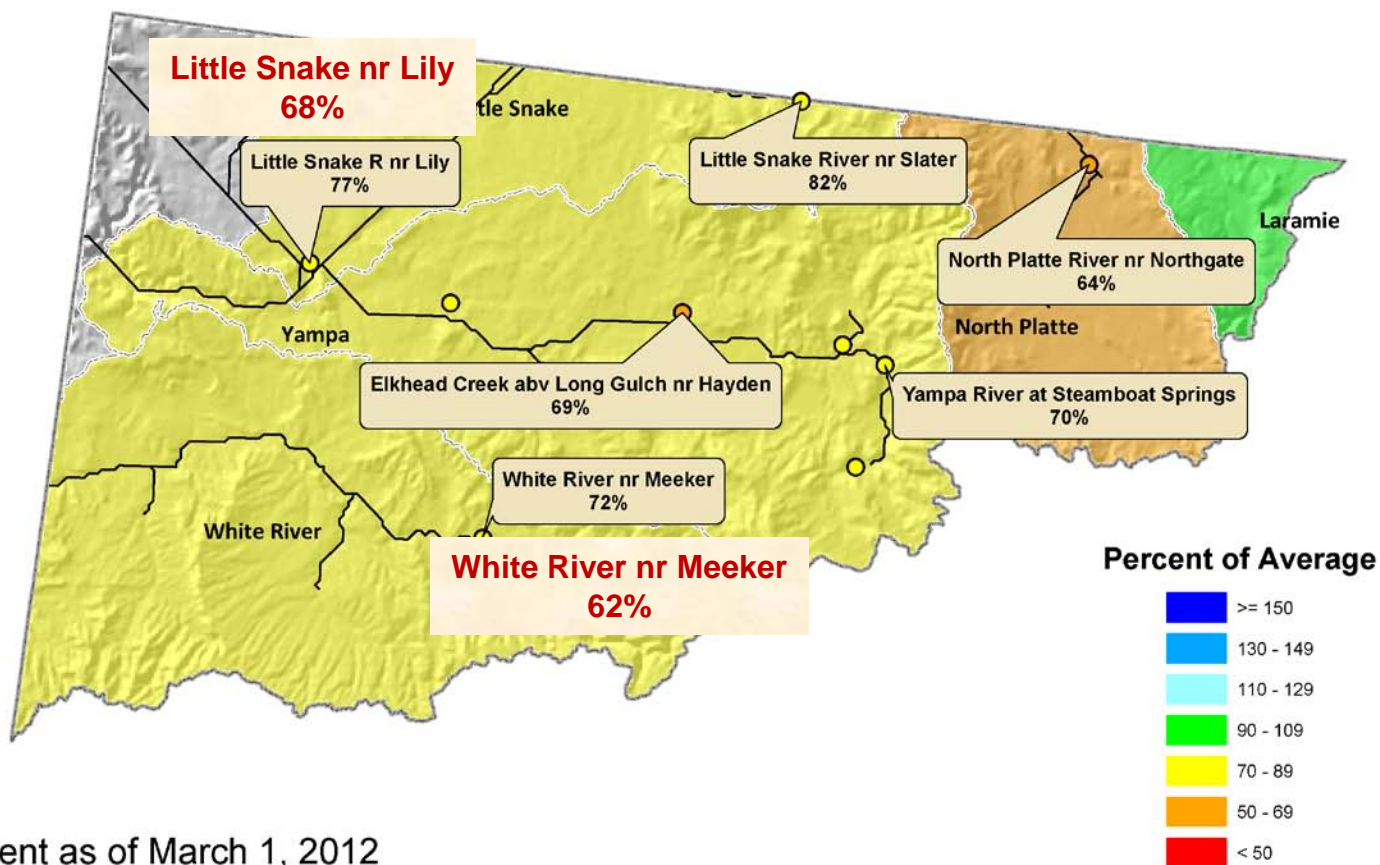 Little Snake nr Lily
68%
Snake
Little Snake R nr Lily
77%
Little Snake River nr Slater
82%
Laramie
North Platte River nr Northgate
64%
North Platte
Yampa
Elkhead Creek abv Long Gulch nr Hayden
69%
Yampa River at Steamboat Springs
70%
White River nr Meeker
72%
White River
White River nr Meeker
62%
Percent of Average
>= 150
130 - 149
110 - 129
90 - 109
70 - 89
50 - 69
< 50
as of March 1, 2012